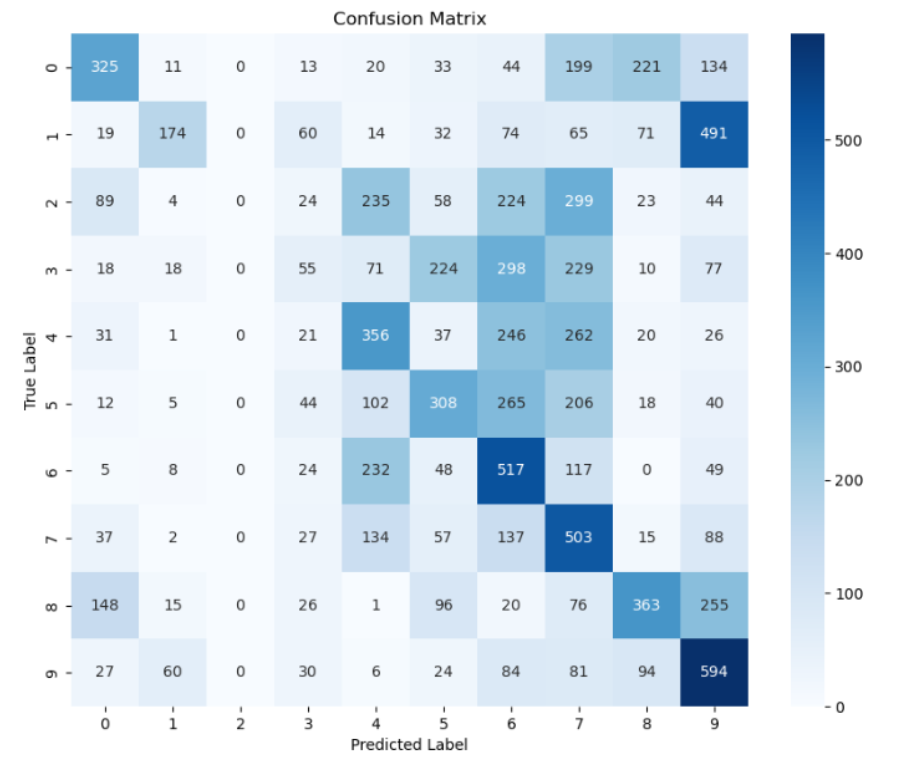 Confusion Matrix
0 325 11 0 13 20 33 44 199 221 134
1 19 174 0 60 14 32 74 65 71 491
2 89 4 0 24 235 58 224 299 23 44
3 18 18 0 55 71 224 298 229 10 77
4 31 1 0 21 356 37 246 262 20 26
5 12 5 0 44 102 308 265 206 18 40
6 5 8 0 24 232 48 517 117 0 49
7 37 2 0 27 134 57 137 503 15 88
8 148 15 0 26 1 96 20 76 363 255
9 27 60 0 30 6 24 84 81 94 594
0 1 2 3 4 5 6 7 8 9
Predicted Label
True Label
500
400
300
200
100
0